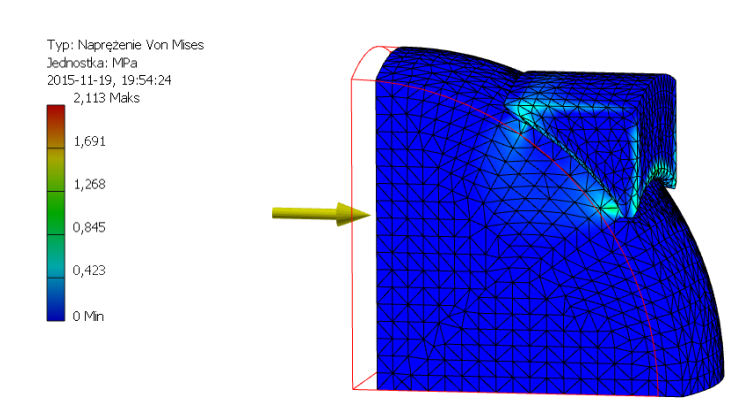 Typ: Naprężenie Von Mises
Jednostka: MPa
2015-11-19, 19:54:24
2,113 Maks
1,691
1,268
0,845
0,423
0 Min